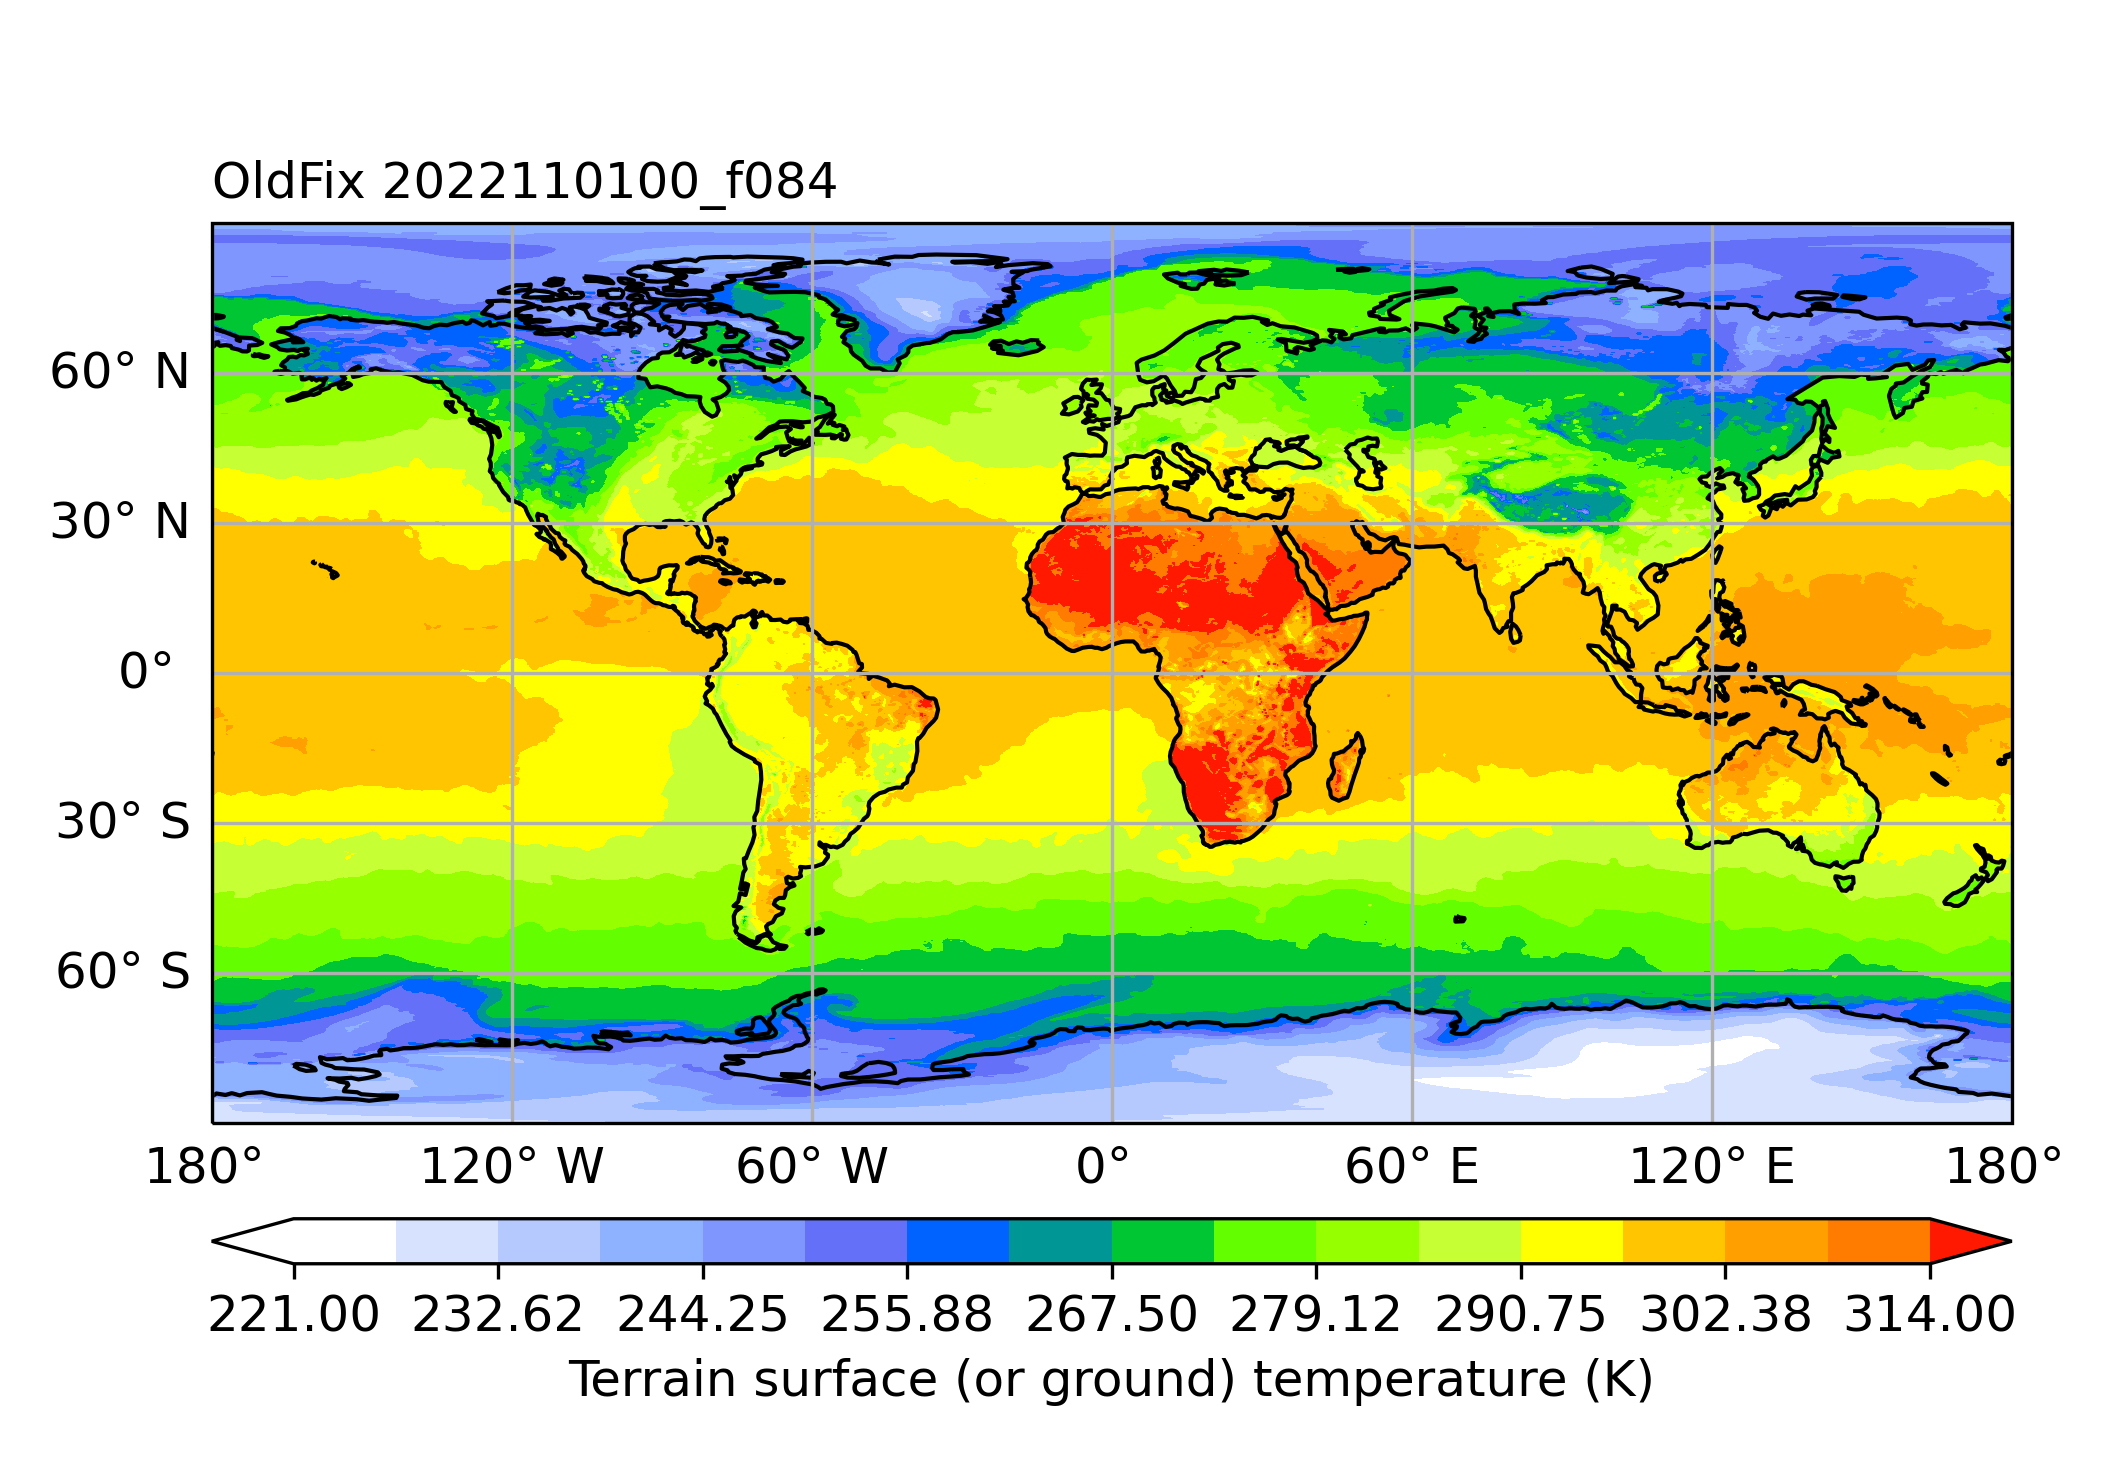 OldFix 2022110100_f084
60° N
30° N
0°
30° S
60° S
180° 120° W 60° W 0° 60° E 120° E 180°
221.00 232.62 244.25 255.88 267.50 279.12 290.75 302.38 314.00
Terrain surface (or ground) temperature (K)